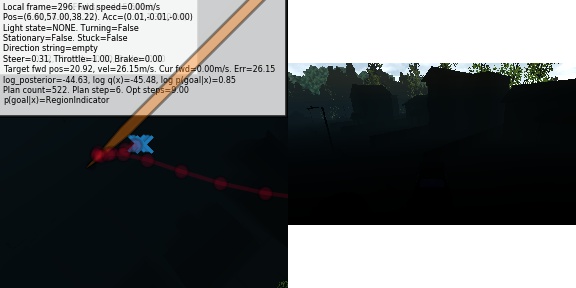 Local frame=296. Fwd speed=0.00m/s
Pos=(6.60,57.00,38.22). Acc=(0.01,-0.01,-0.00)
Light state=NONE. Turning=False
Stationary=False. Stuck=False
Direction string=empty
Steer=0.31, Throttle=1.00, Brake=0.00
Target fwd pos=20.92, vel=26.15m/s. Cur fwd=0.00m/s. Err=26.15
log_posterior=-44.63, log q(x)=-45.48, log p(goal|x)=0.85
Plan count=522. Plan step=6. Opt steps=9.00
p(goal|x)=RegionIndicator